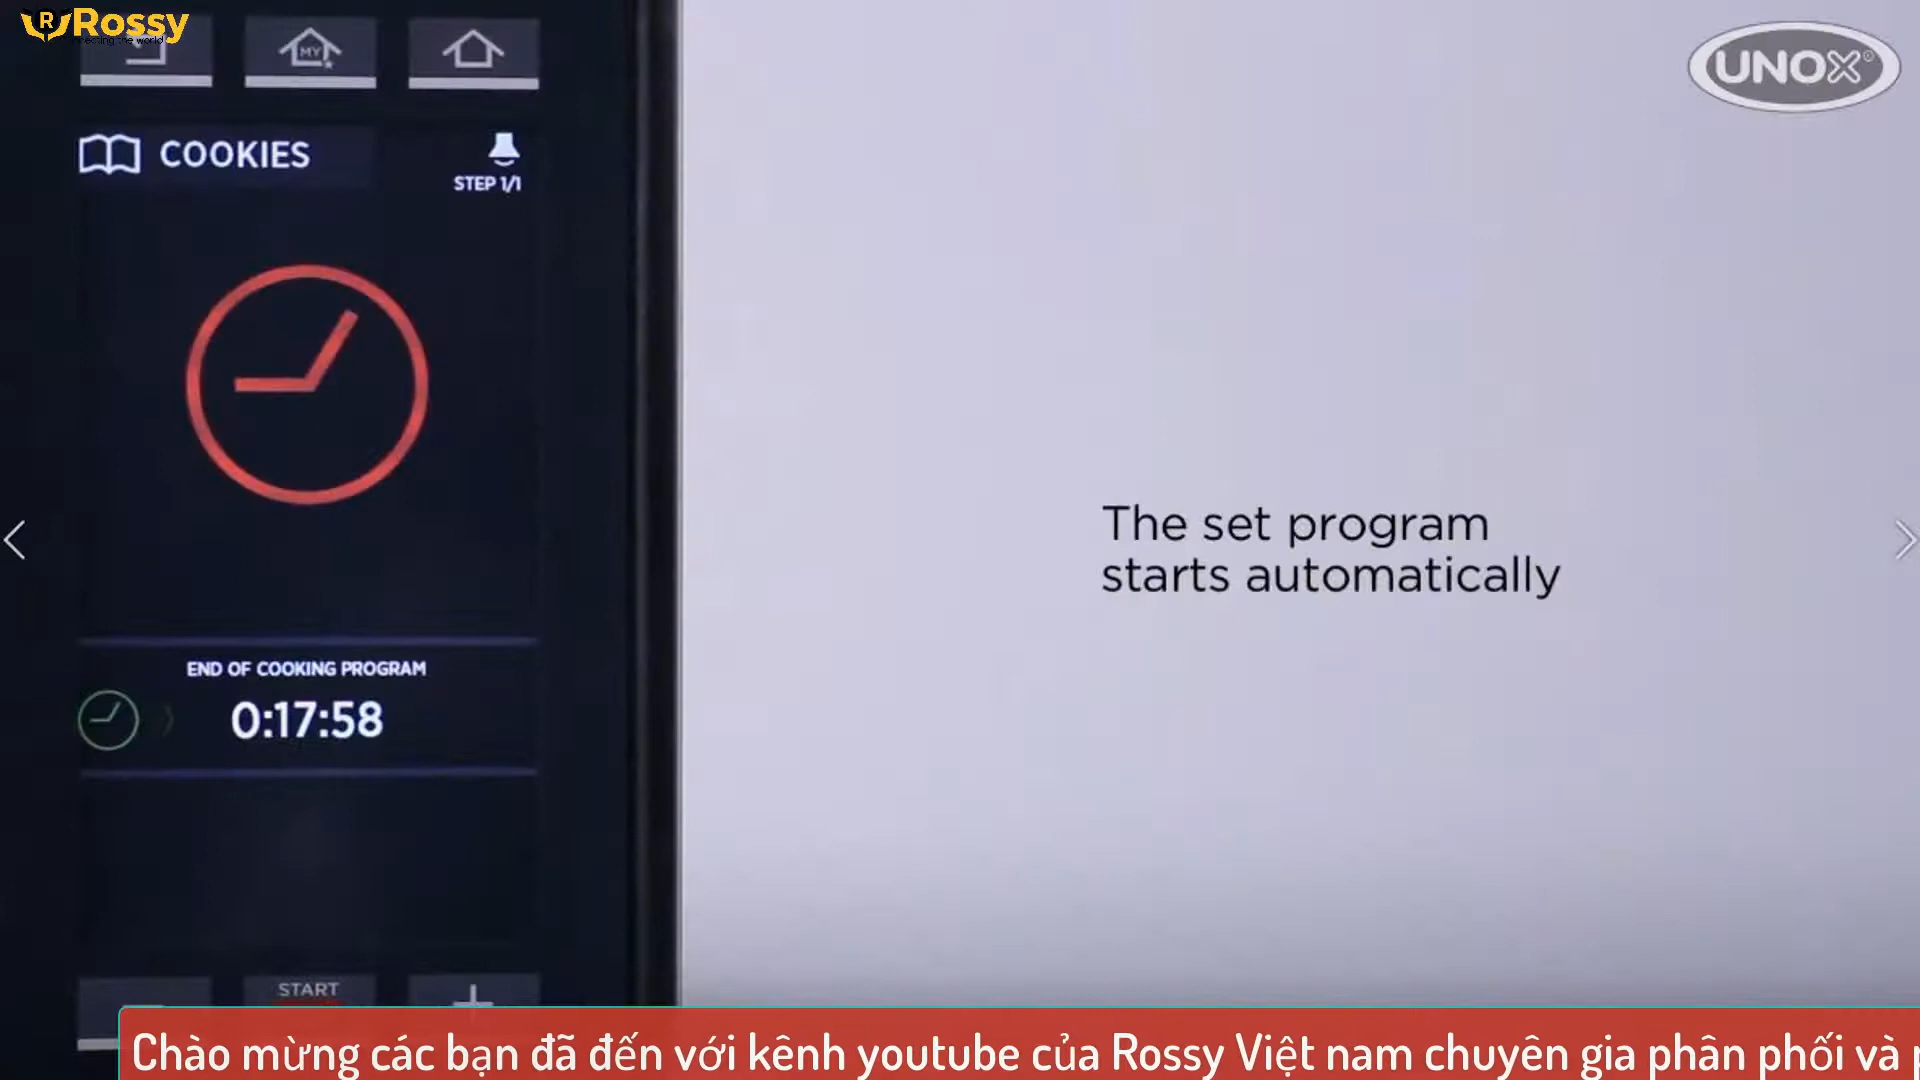 Rossy
UNOX
MY
COOKIES
STEP 1/1
The set program
starts automatically
END OF COOKING PROGRAM
0:17:58
START
Chào mừng các bạn đã đến với kênh youtube của Rossy Việt nam chuyên gia phân phối và